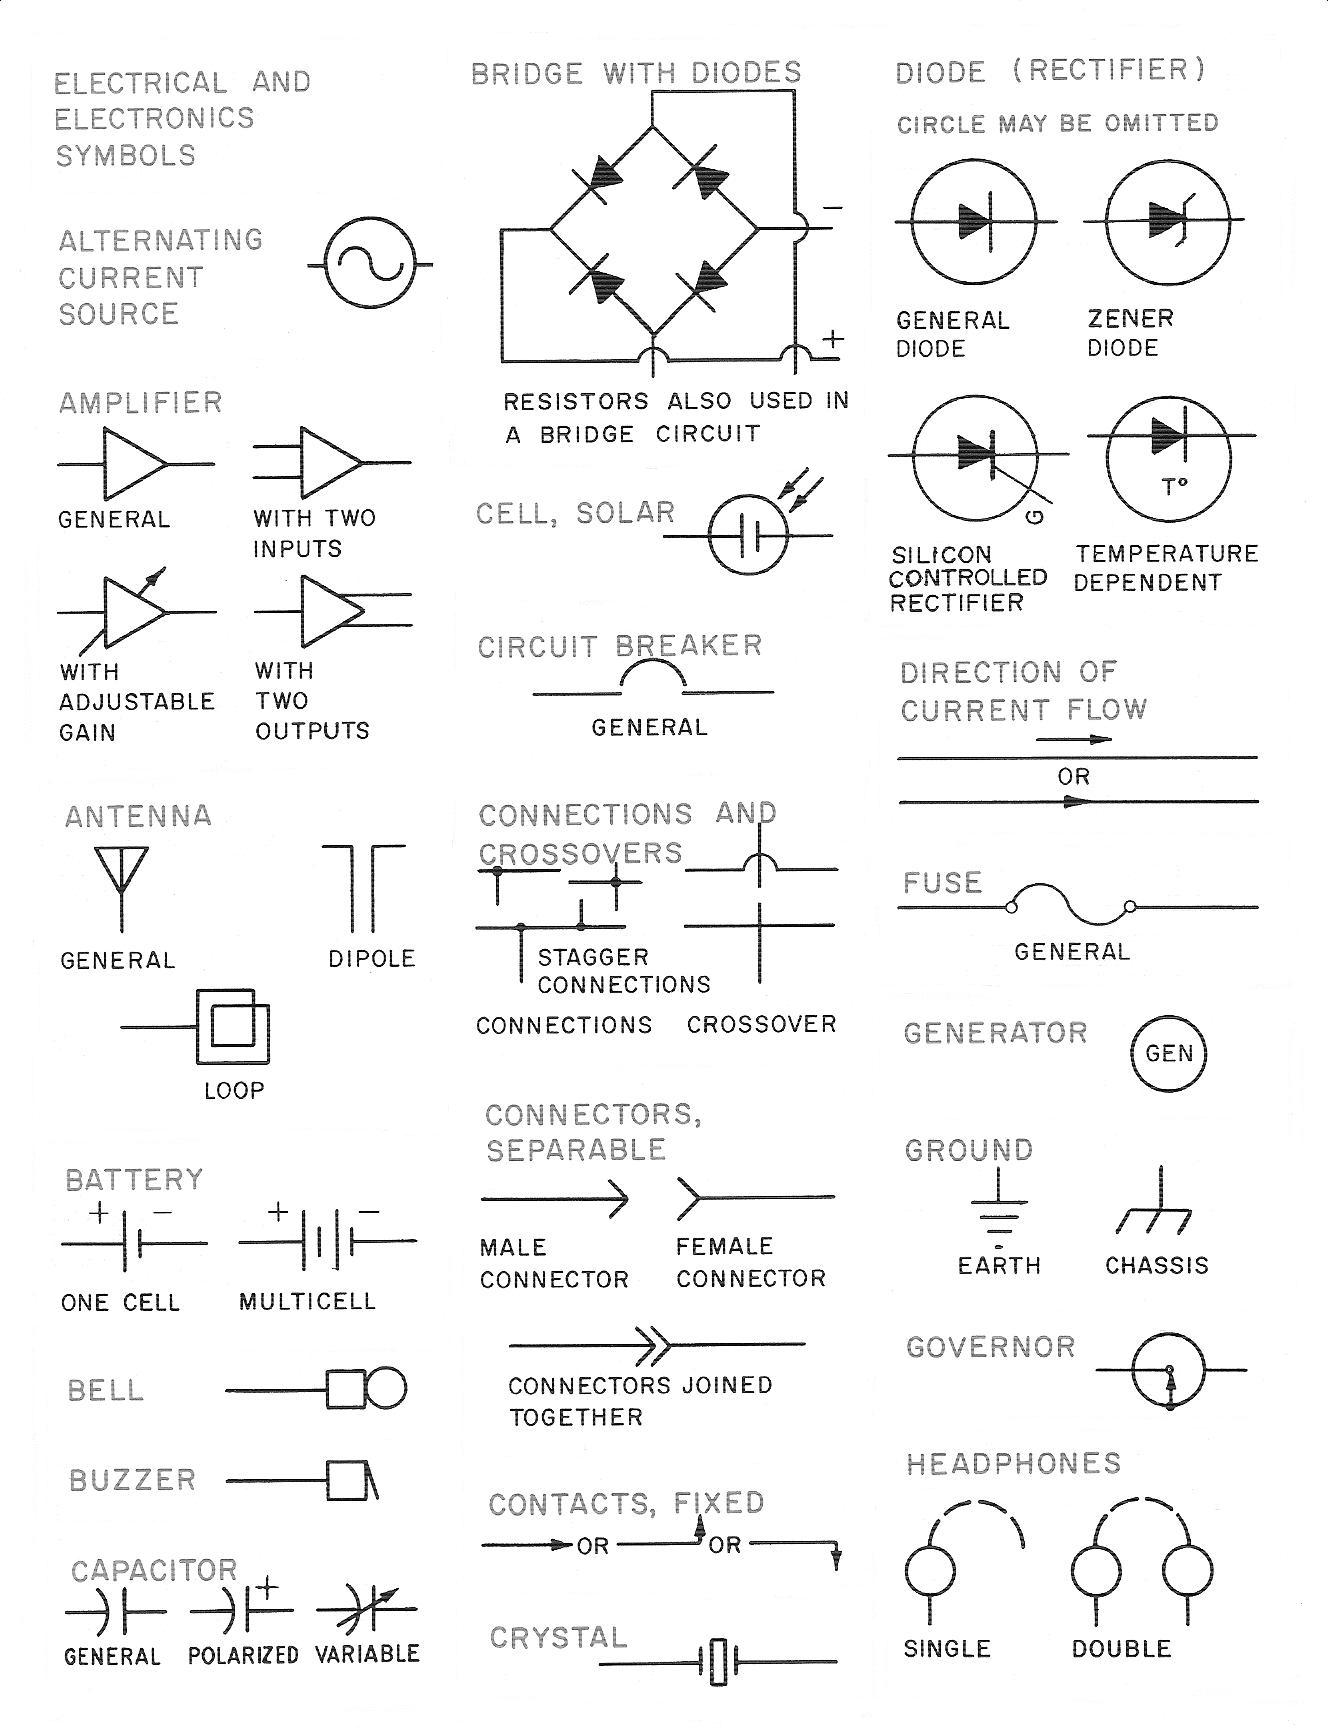 ELECTRICAL AND
ELECTRONICS
SYMBOLS
ALTERNATING
CURRENT
SOURCE
AMPLIFIER
GENERAL
WITH TWO
INPUTS
WITH
ADJUSTABLE
GAIN
WITH
TWO
OUTPUTS
ANTENNA
GENERAL
DIPOLE
LOOP
BATTERY
+ −
+ −
ONE CELL
MULTICELL
BELL
BUZZER
CAPACITOR
+
GENERAL
POLARIZED
VARIABLE
BRIDGE WITH DIODES
−
+
RESISTORS ALSO USED IN
A BRIDGE CIRCUIT
CELL, SOLAR
CIRCUIT BREAKER
GENERAL
CONNECTIONS AND
CROSSOVERS
STAGGER
CONNECTIONS
CONNECTIONS
CROSSOVER
CONNECTORS,
SEPARABLE
MALE
CONNECTOR
FEMALE
CONNECTOR
CONNECTORS JOINED
TOGETHER
CONTACTS, FIXED
OR OR
CRYSTAL
DIODE (RECTIFIER)
CIRCLE MAY BE OMITTED
GENERAL
DIODE
ZENER
DIODE
G
T°
SILICON
CONTROLLED
RECTIFIER
TEMPERATURE
DEPENDENT
DIRECTION OF
CURRENT FLOW
OR
FUSE
GENERAL
GENERATOR
GEN
GROUND
EARTH
CHASSIS
GOVERNOR
HEADPHONES
SINGLE
DOUBLE